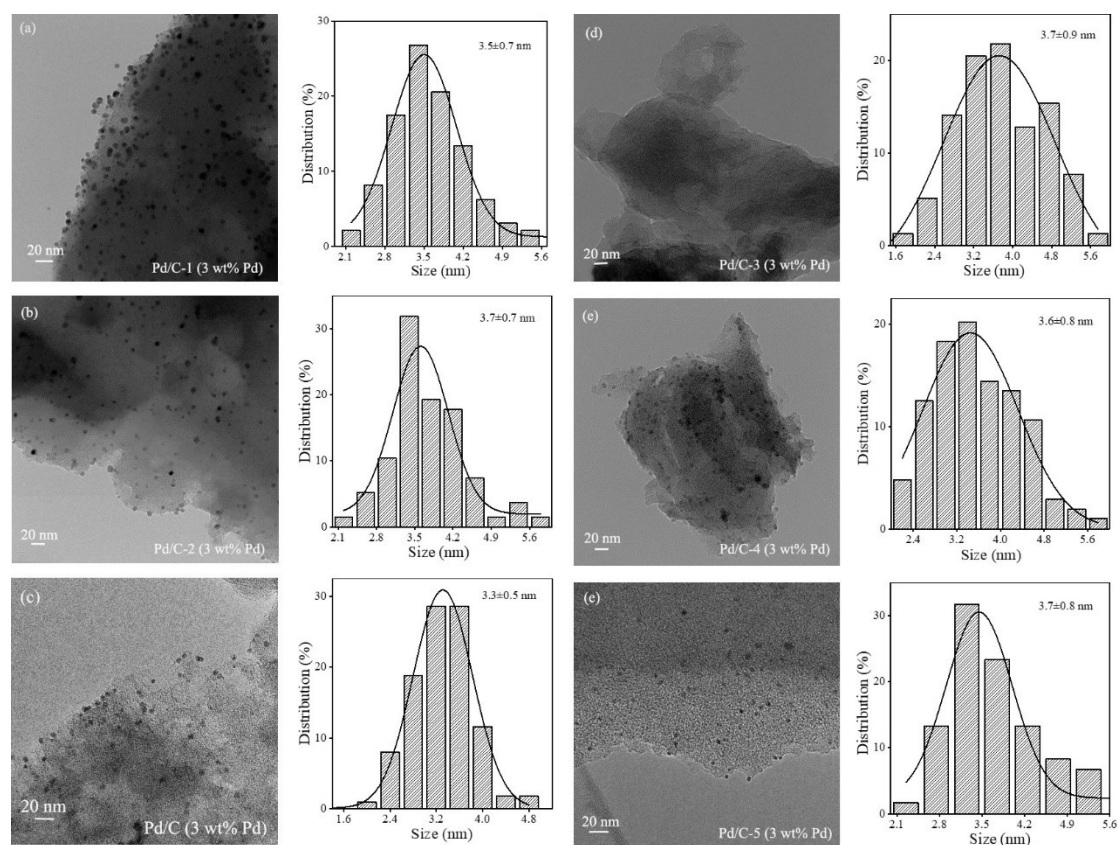 (a)
20 nm
Pd/C-1 (3 wt% Pd)
Distribution (%)
30
20
10
0
3.5±0.7 nm
2.1 2.8 3.5 4.2 4.9 5.6
Size (nm)
(d)
20 nm
Pd/C-3 (3 wt% Pd)
Distribution (%)
20
10
0
3.7±0.9 nm
1.6 2.4 3.2 4.0 4.8 5.6
Size (nm)
(b)
20 nm
Pd/C-2 (3 wt% Pd)
Distribution (%)
30
20
10
0
3.7±0.7 nm
2.1 2.8 3.5 4.2 4.9 5.6
Size (nm)
(e)
20 nm
Pd/C-4 (3 wt% Pd)
Distribution (%)
20
10
0
3.6±0.8 nm
2.4 3.2 4.0 4.8 5.6
Size (nm)
(c)
20 nm
Pd/C (3 wt% Pd)
Distribution (%)
30
20
10
0
3.3±0.5 nm
1.6 2.4 3.2 4.0 4.8
Size (nm)
(e)
20 nm
Pd/C-5 (3 wt% Pd)
Distribution (%)
30
20
10
0
3.7±0.8 nm
2.1 2.8 3.5 4.2 4.9 5.6
Size (nm)